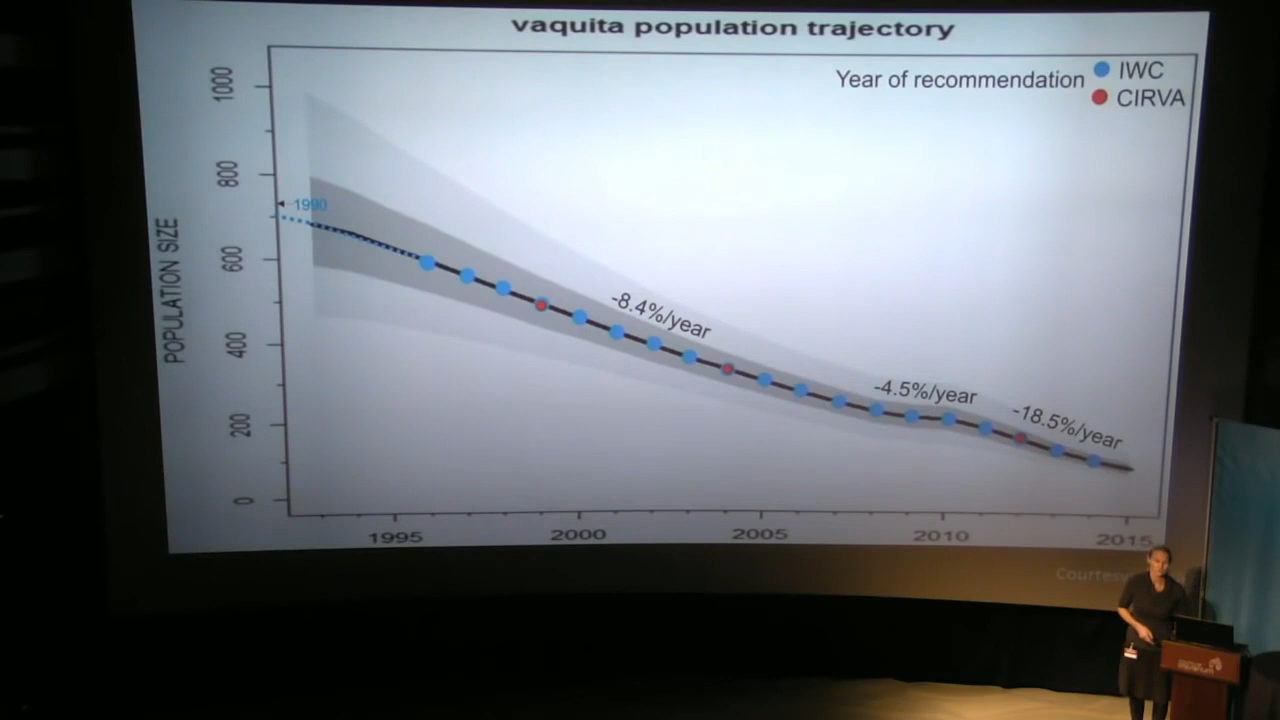 vaquita population trajectory
Year of recommendation
IWC
CIRVA
POPULATION SIZE
1000
800
600
400
200
0
1990
-8.4%/year
-4.5%/year
-18.5%/year
1995
2000
2005
2010
2015
Courtesy